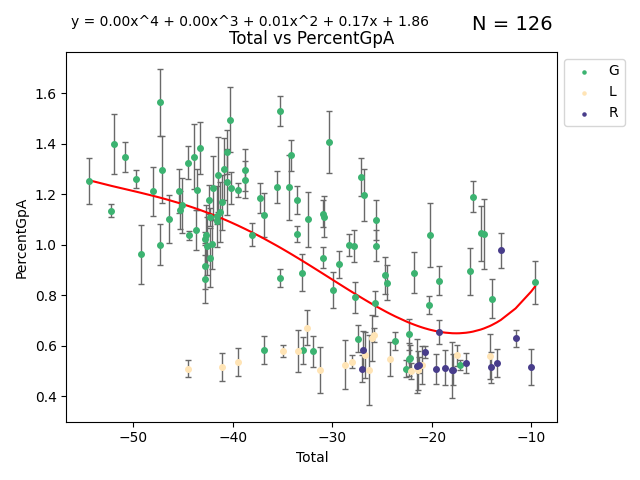 y = 0.00x^4 + 0.00x^3 + 0.01x^2 + 0.17x + 1.86
N = 126
Total vs PercentGpA
G
L
R
1.6
1.4
1.2
1.0
0.8
0.6
0.4
PercentGpA
−50
−40
−30
−20
−10
Total